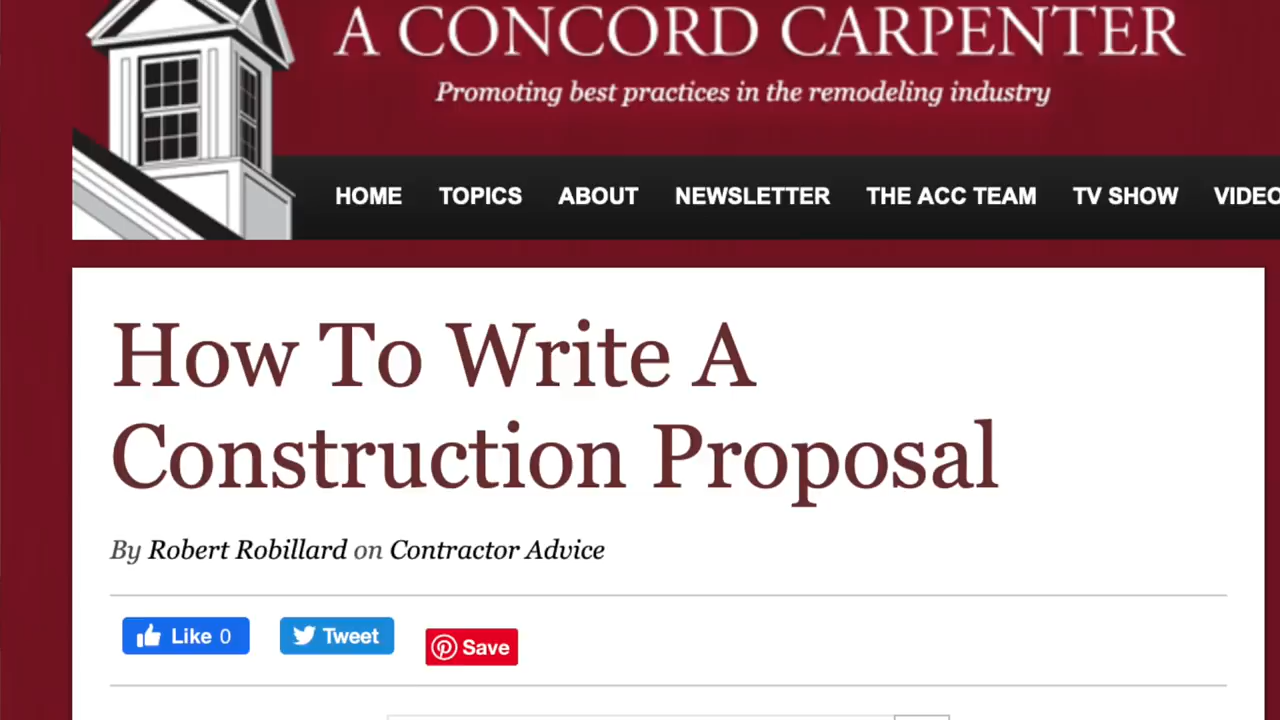 A CONCORD CARPENTER
Promoting best practices in the remodeling industry
HOME TOPICS ABOUT NEWSLETTER THE ACC TEAM TV SHOW VIDEO
How To Write A
Construction Proposal
By Robert Robillard on Contractor Advice
Like 0 Tweet Save